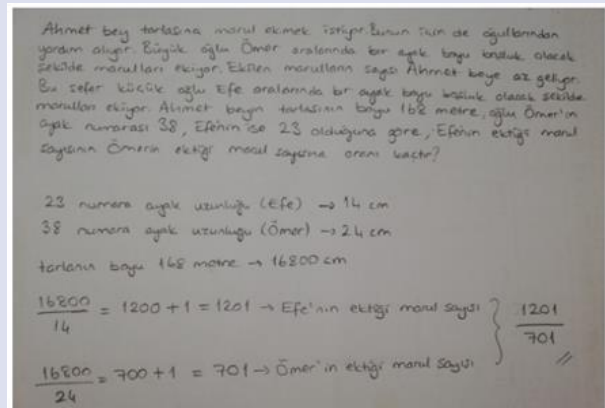 Ahmet bey tarlasına marul ekmek istiyor. Bunun için de oğullarından
yardım alıyor. Büyük oğlu Ömer aralarında bir ayak boyu boşluk olacak
şekilde marulları ekiyor. Ekilen marulların sayısı Ahmet beye az geliyor.
Bu sefer küçük oğlu Efe aralarında bir ayak boyu boşluk olacak şekilde
marulları ekiyor. Ahmet beyin tarlasının boyu 168 metre, oğlu Ömer'in
ayak numarası 38, Efenin ise 23 olduğuna göre, Efe'nin ektiği marul
sayısının Ömerin ektiği marul sayısına oranı kaçtır?
23 numara ayak uzunluğu (Efe) → 14 cm
38 numara ayak uzunluğu (Ömer) → 24 cm
tarlanın boyu 168 metre → 16800 cm
16800/14 = 1200 + 1 = 1201 → Efe'nin ektiği marul sayısı
16800/24 = 700 + 1 = 701 → Ömer'in ektiği marul sayısı
1201/701 //